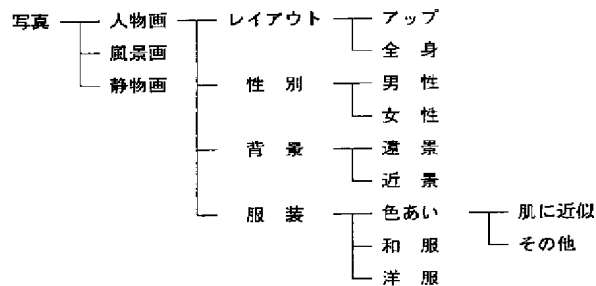 写真 人物画 レイアウト アップ
風景画 全身
静物画 性別 男性
女性
背景 遠景
近景
服装 色あい 肌に近似
和服 その他
洋服